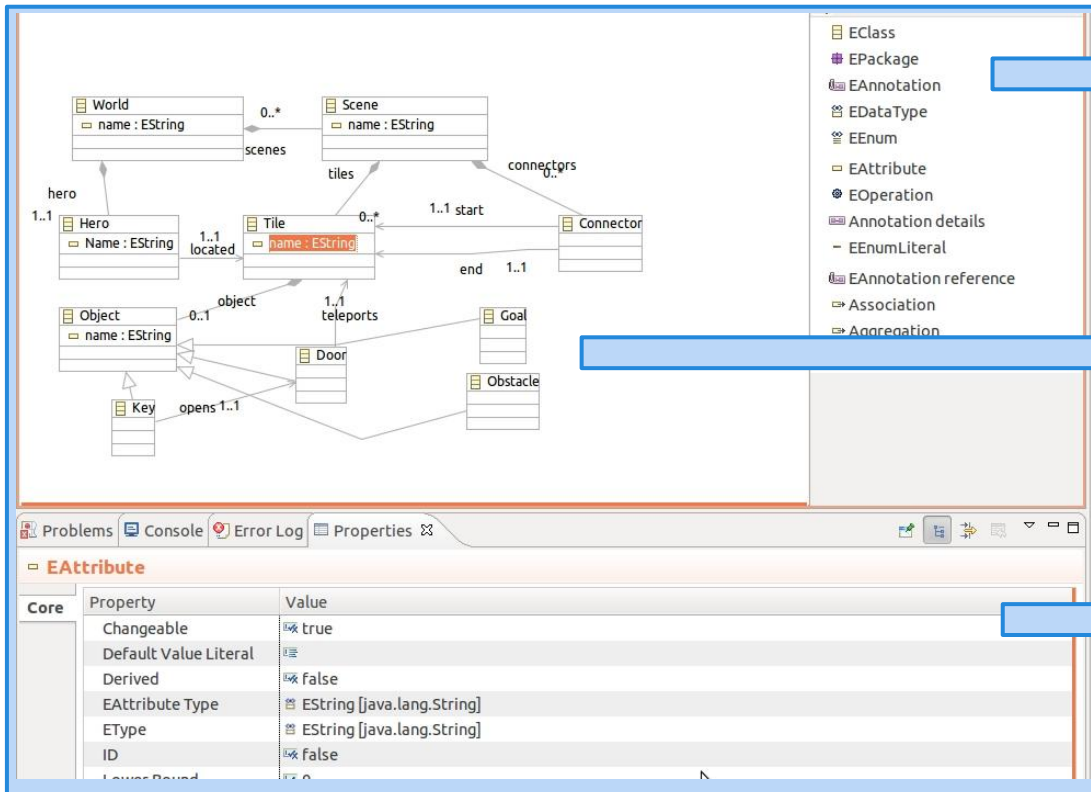 World
name : EString
0..*
scenes
Scene
name : EString
tiles
connectors
0..*
hero
1..1
Hero
Name : EString
1..1
located
Tile
name : EString
0..*
1..1 start
Connector
end 1..1
object
0..1
Object
name : EString
1..1
teleports
Door
Goal
Obstacle
Key
opens 1..1
EClass
EPackage
EAnnotation
EDataType
EEnum
EAttribute
EOperation
Annotation details
EEnumLiteral
EAnnotation reference
Association
Aggregation
Problems Console Error Log Properties
EAttribute
Core
Property Value
Changeable true
Default Value Literal
Derived false
EAttribute Type EString [java.lang.String]
EType EString [java.lang.String]
ID false
Lower Bound 0